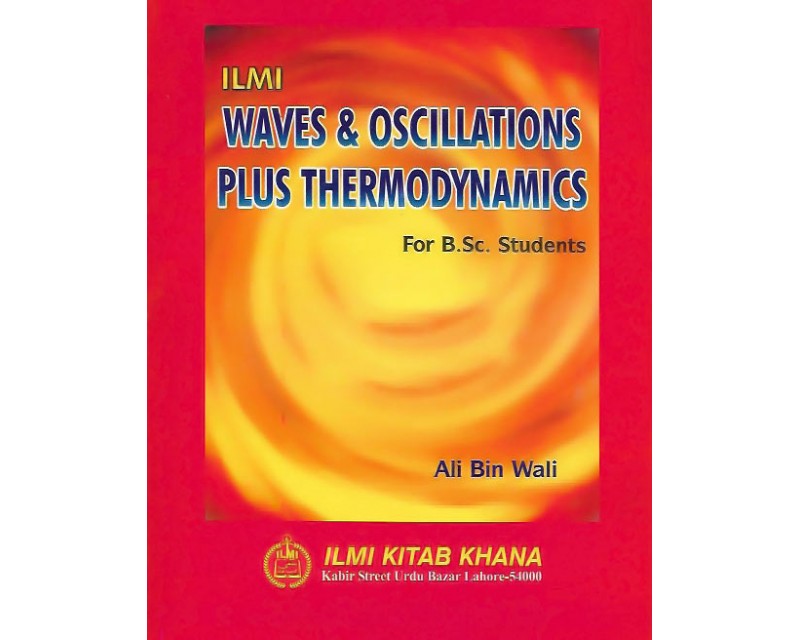 ILMI
WAVES & OSCILLATIONS
PLUS THERMODYNAMICS
For B.Sc. Students
Ali Bin Wali
ILMI
ILMI KITAB KHANA
Kabir Street Urdu Bazar Lahore-54000